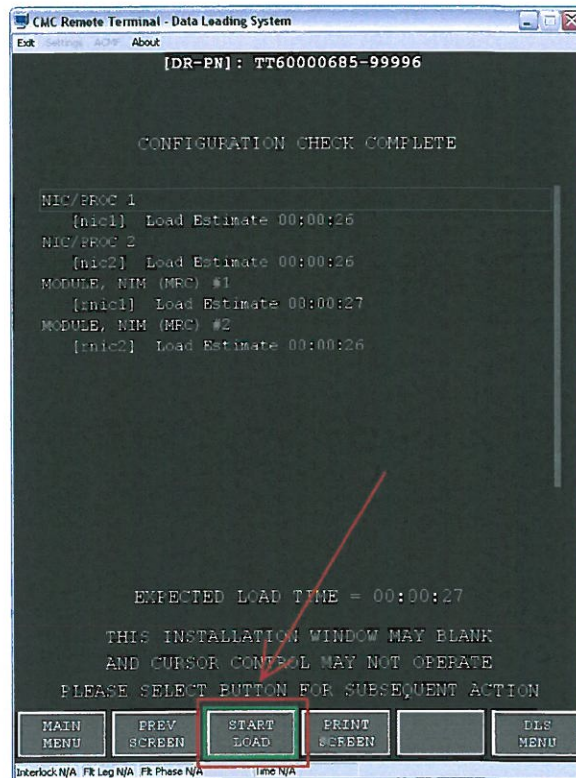 CMC Remote Terminal - Data Loading System
Exit Settings ACMF About
[DR-PN]: TT60000685-99996
CONFIGURATION CHECK COMPLETE
NIC/PROC 1
[nic1] Load Estimate 00:00:26
NIC/PROC 2
[nic2] Load Estimate 00:00:26
MODULE, NIM (MRC) #1
[rnic1] Load Estimate 00:00:27
MODULE, NIM (MRC) #2
[rnic2] Load Estimate 00:00:26
EXPECTED LOAD TIME = 00:00:27
THIS INSTALLATION WINDOW MAY BLANK
AND CURSOR CONTROL MAY NOT OPERATE
PLEASE SELECT BUTTON FOR SUBSEQUENT ACTION
MAIN MENU PREV SCREEN START LOAD PRINT SCREEN DLS MENU
Interlock N/A Flt Leg N/A Flt Phase N/A Time N/A